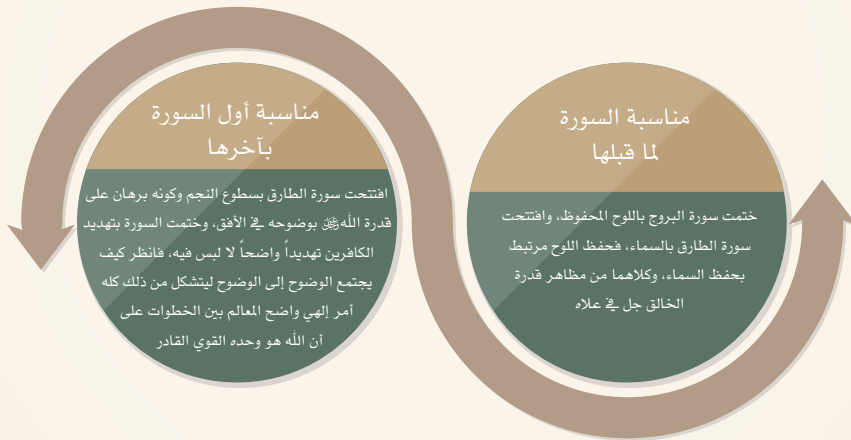 مناسبة السورة
لما قبلها
ختمت سورة البروج باللوح المحفوظ، وافتتحت
سورة الطارق بالسماء، فحفظ اللوح مرتبط
بحفظ السماء، وكلاهما من مظاهر قدرة
الخالق جل في علاه
مناسبة أول السورة
بآخرها
افتتحت سورة الطارق بسطوع النجم وكونه برهان على
قدرة الله ﷻ بوضوحه في الأفق، وختمت السورة بتهديد
الكافرين تهديداً واضحاً لا لبس فيه، فانظر كيف
يجتمع الوضوح إلى الوضوح ليتشكل من ذلك كله
أمر إلهي واضح المعالم بين الخطوات على
أن الله هو وحده القوي القادر